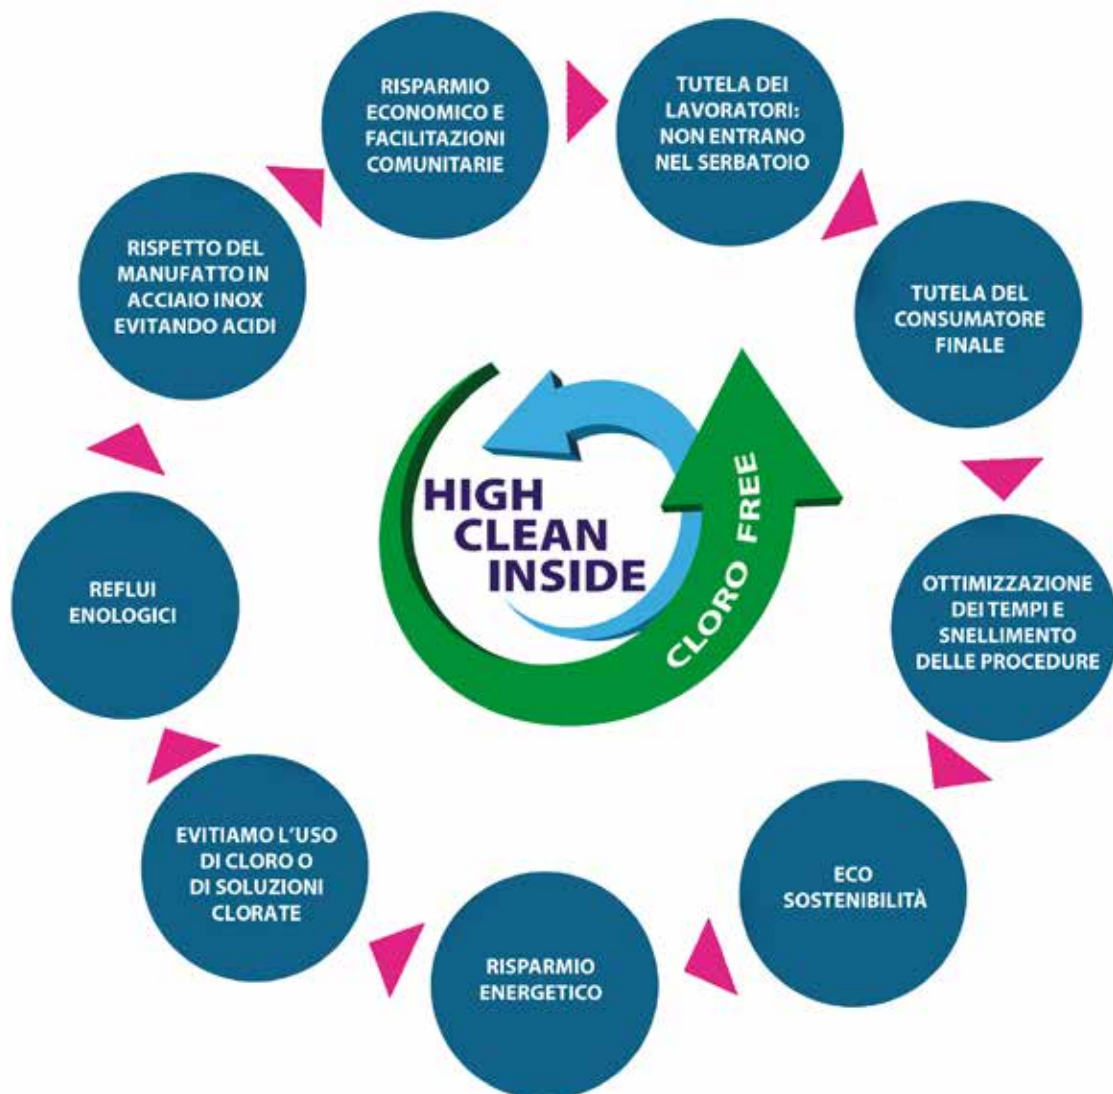 RISPARMIO
ECONOMICO E
FACILITAZIONI
COMUNITARIE
TUTELA DEI
LAVORATORI:
NON ENTRANO
NEL SERBATOIO
TUTELA DEL
CONSUMATORE
FINALE
OTTIMIZZAZIONE
DEI TEMPI E
SNELLIMENTO
DELLE PROCEDURE
ECO
SOSTENIBILITÀ
RISPARMIO
ENERGETICO
EVITIAMO L'USO
DI CLORO O
DI SOLUZIONI
CLORATE
REFLUI
ENOLOGICI
RISPETTO DEL
MANUFATTO IN
ACCIAIO INOX
EVITANDO ACIDI
HIGH
CLEAN
INSIDE
CLORO FREE